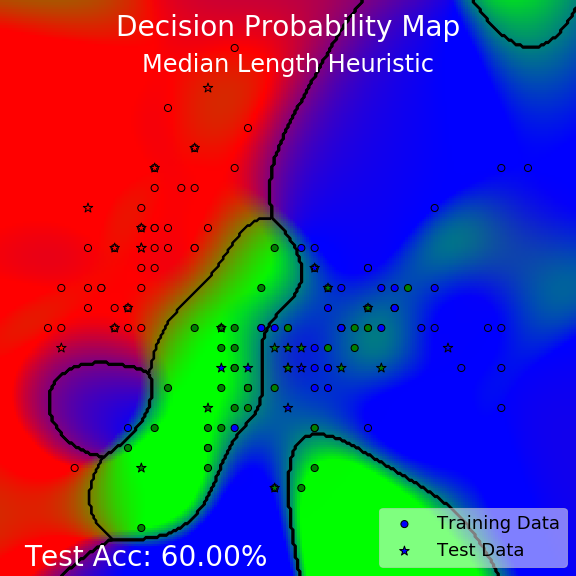 Decision Probability Map
Median Length Heuristic
Training Data
Test Data
Test Acc: 60.00%